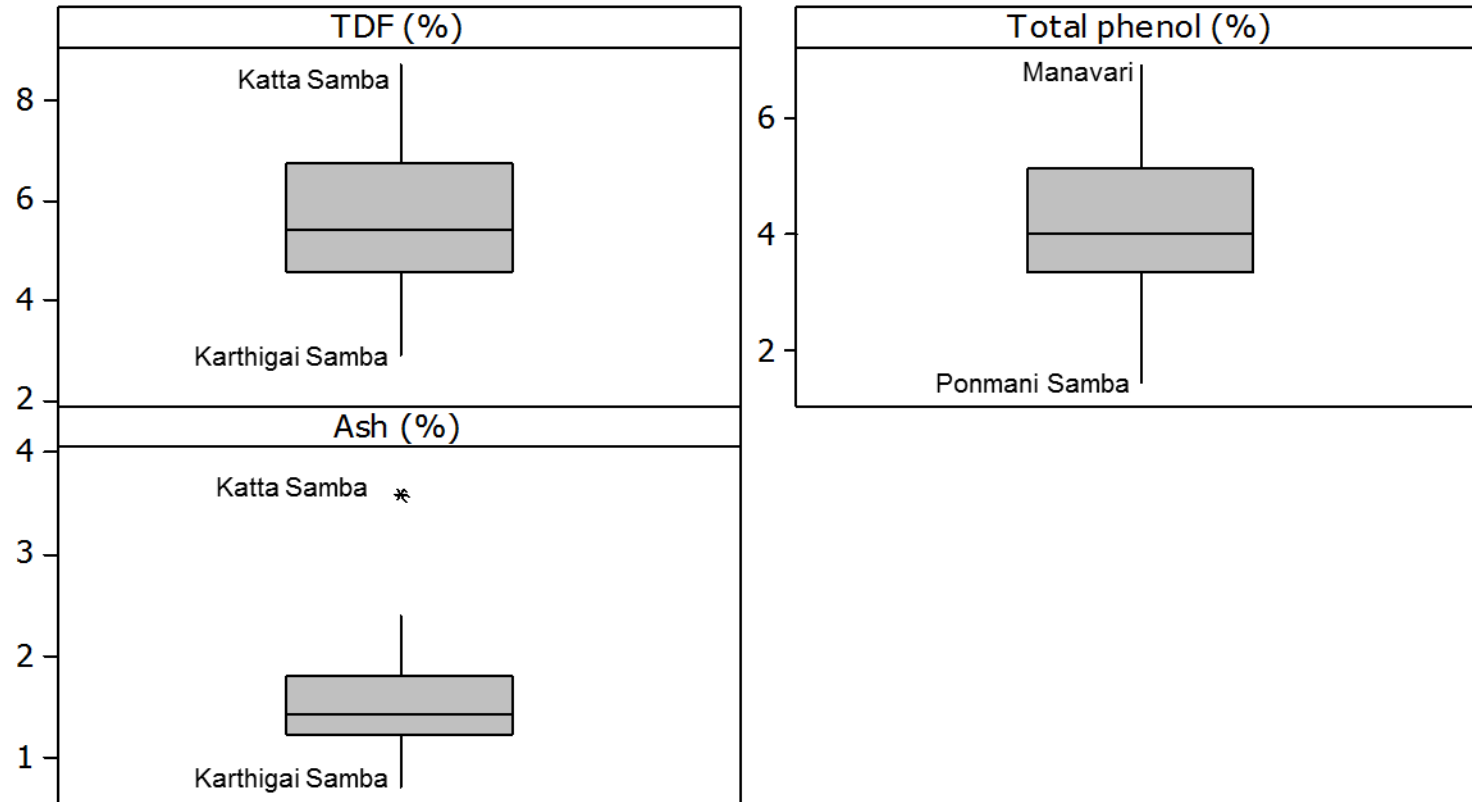 TDF (%)
Katta Samba
8
6
4
Karthigai Samba
2
Total phenol (%)
Manavari
6
4
2
Ponmani Samba
Ash (%)
4
Katta Samba
3
2
1
Karthigai Samba